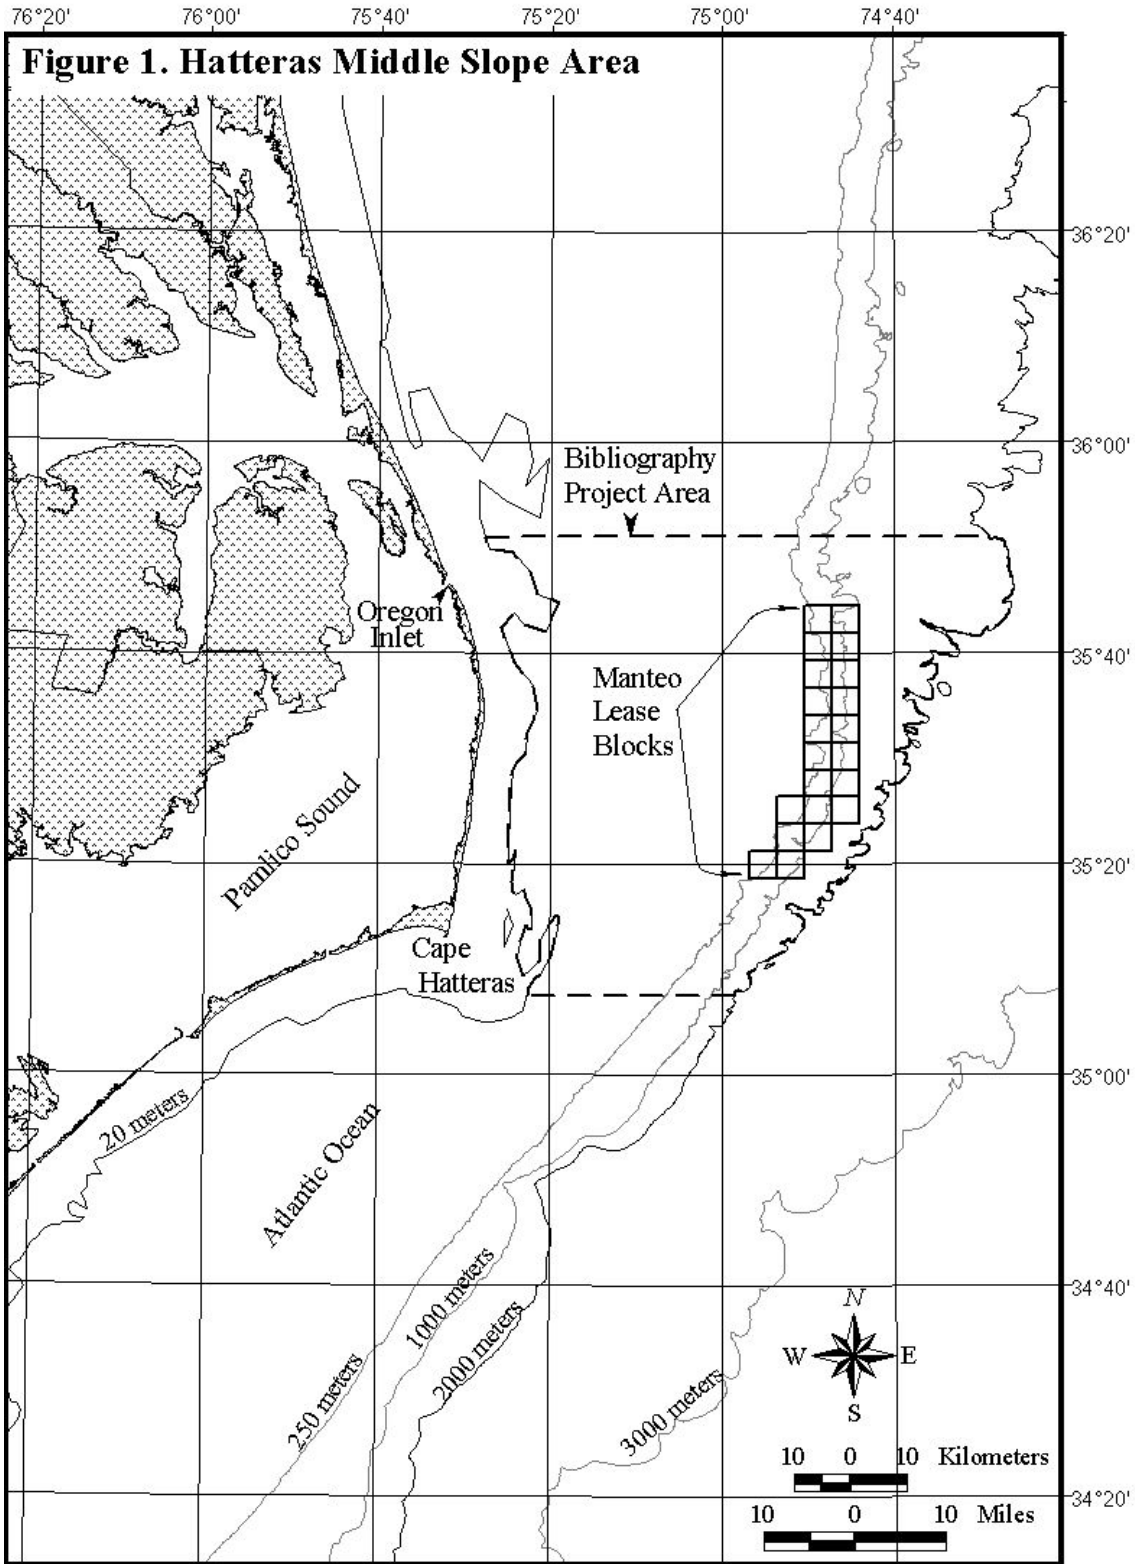 76°20' 76°00' 75°40' 75°20' 75°00' 74°40'
Figure 1. Hatteras Middle Slope Area
36°20'
36°00'
Bibliography
Project Area
Oregon
Inlet
35°40'
Manteo
Lease
Blocks
Pamlico Sound
35°20'
Cape
Hatteras
35°00'
20 meters
Atlantic Ocean
34°40'
1000 meters
2000 meters
250 meters
3000 meters
N
W E
S
10 0 10 Kilometers
34°20'
10 0 10 Miles